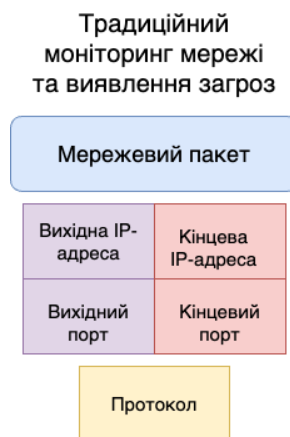 Традиційний
моніторинг мережі
та виявлення загроз
Мережевий пакет
Вихідна IP-
адреса
Кінцева
IP-адреса
Вихідний
порт
Кінцевий
порт
Протокол